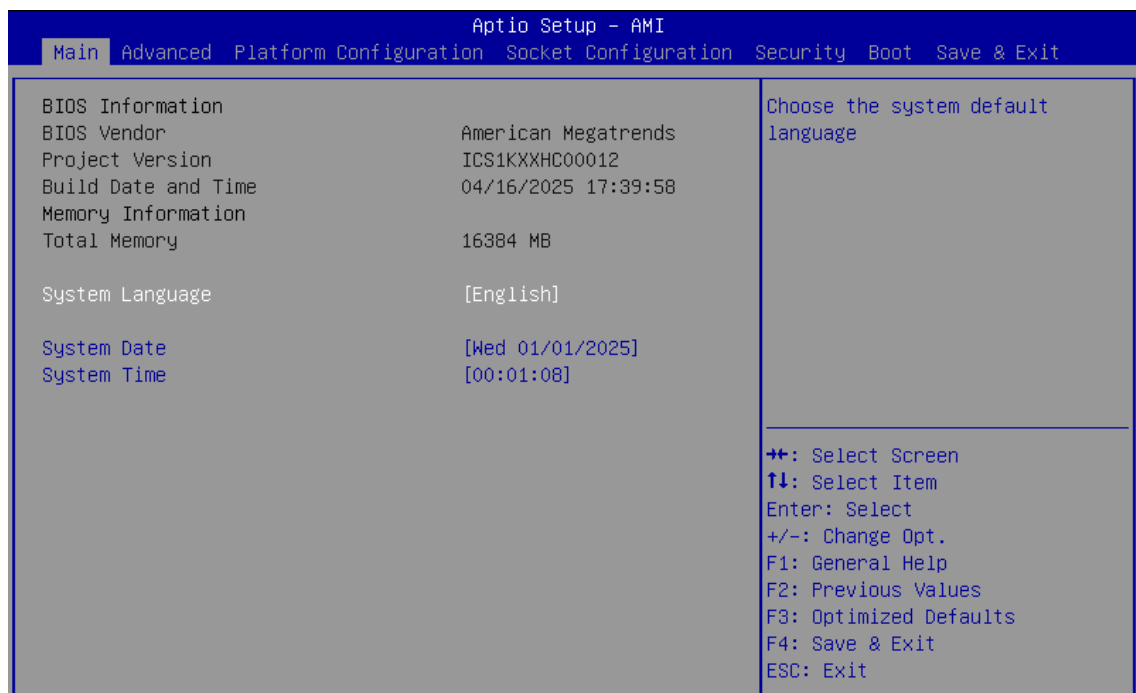 Aptio Setup – AMI
Main Advanced Platform Configuration Socket Configuration Security Boot Save & Exit
BIOS Information
BIOS Vendor American Megatrends
Project Version ICS1KXXHC00012
Build Date and Time 04/16/2025 17:39:58
Memory Information
Total Memory 16384 MB
System Language [English]
System Date [Wed 01/01/2025]
System Time [00:01:08]
Choose the system default
language
→←: Select Screen
↑↓: Select Item
Enter: Select
+/-: Change Opt.
F1: General Help
F2: Previous Values
F3: Optimized Defaults
F4: Save & Exit
ESC: Exit